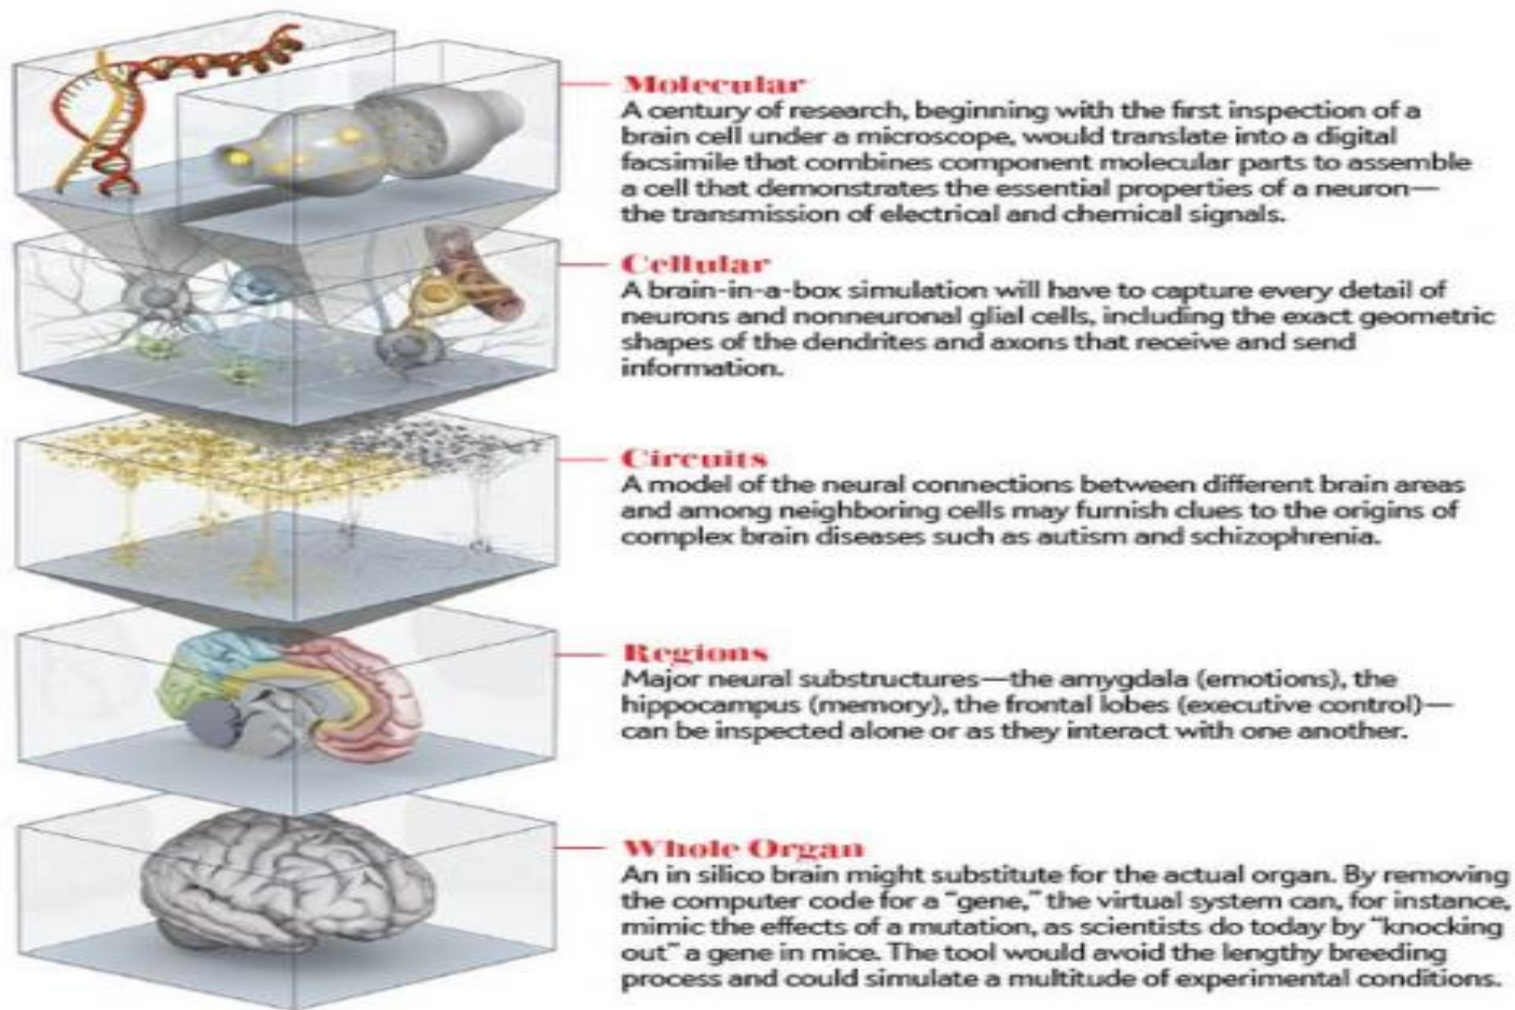 Molecular
A century of research, beginning with the first inspection of a
brain cell under a microscope, would translate into a digital
facsimile that combines component molecular parts to assemble
a cell that demonstrates the essential properties of a neuron—
the transmission of electrical and chemical signals.
Cellular
A brain-in-a-box simulation will have to capture every detail of
neurons and nonneuronal glial cells, including the exact geometric
shapes of the dendrites and axons that receive and send
information.
Circuits
A model of the neural connections between different brain areas
and among neighboring cells may furnish clues to the origins of
complex brain diseases such as autism and schizophrenia.
Regions
Major neural substructures—the amygdala (emotions), the
hippocampus (memory), the frontal lobes (executive control)—
can be inspected alone or as they interact with one another.
Whole Organ
An in silico brain might substitute for the actual organ. By removing
the computer code for a “gene,” the virtual system can, for instance,
mimic the effects of a mutation, as scientists do today by “knocking
out” a gene in mice. The tool would avoid the lengthy breeding
process and could simulate a multitude of experimental conditions.